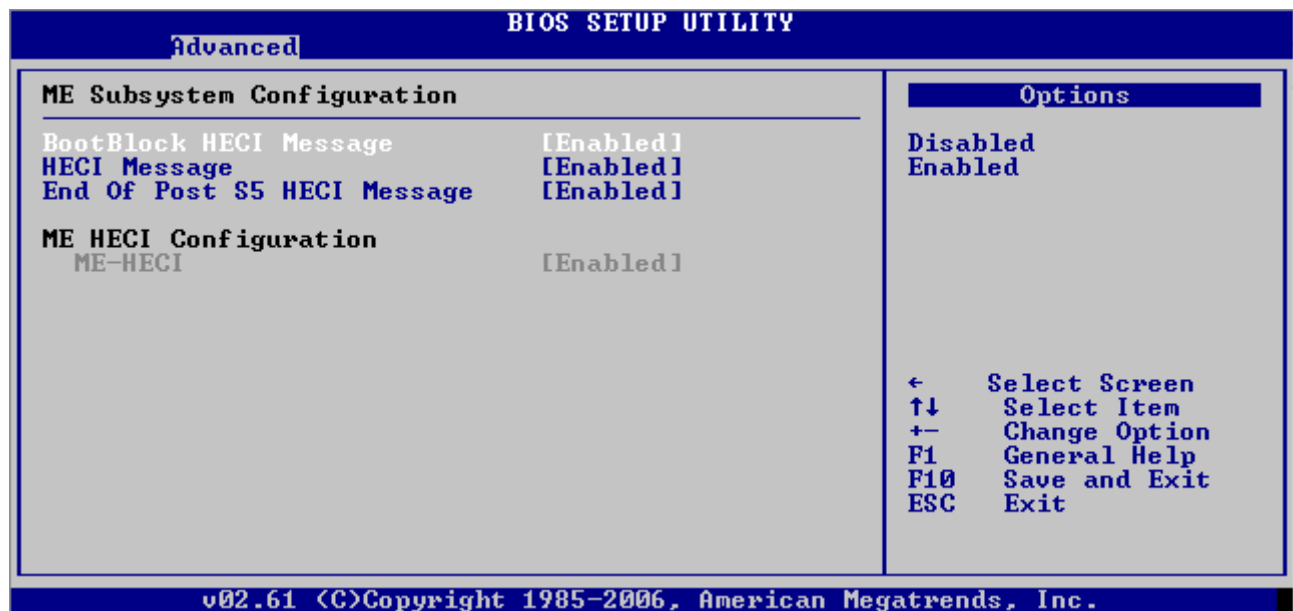 BIOS SETUP UTILITY
Advanced
ME Subsystem Configuration
BootBlock HECI Message [Enabled]
HECI Message [Enabled]
End Of Post S5 HECI Message [Enabled]
ME HECI Configuration
ME-HECI [Enabled]
Options
Disabled
Enabled
← Select Screen
↑↓ Select Item
+- Change Option
F1 General Help
F10 Save and Exit
ESC Exit
v02.61 (C)Copyright 1985-2006, American Megatrends, Inc.